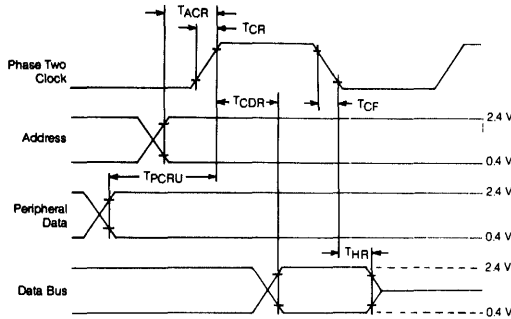 TACR
TCR
Phase Two
Clock
TCDR
TCF
Address
2.4 V
0.4 V
TPCRU
Peripheral
Data
2.4 V
0.4 V
THR
Data Bus
2.4 V
0.4 V